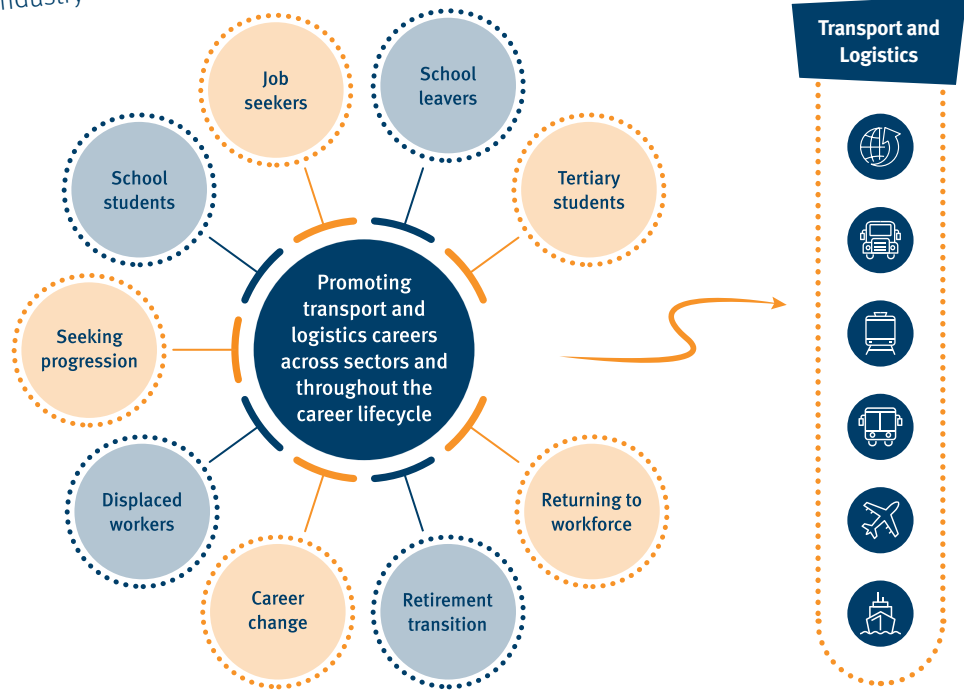 industry
Job
seekers
School
leavers
Tertiary
students
School
students
Seeking
progression
Displaced
workers
Career
change
Retirement
transition
Returning to
workforce
Promoting
transport and
logistics careers
across sectors and
throughout the
career lifecycle
Transport and
Logistics